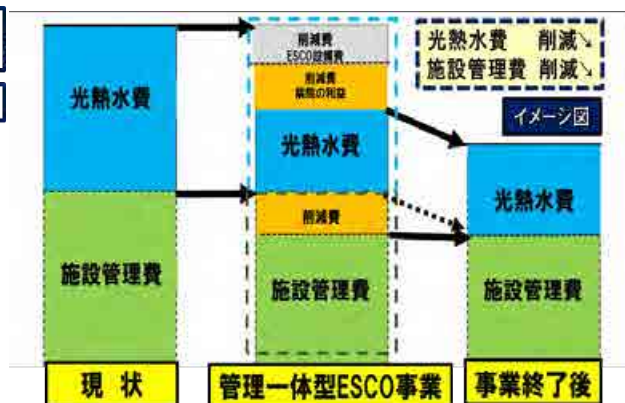 光熱水費 削減↘
施設管理費 削減↘
イメージ図
光熱水費
施設管理費
削減費
ESCO設備費
削減費
病院の利益
光熱水費
削減費
施設管理費
光熱水費
施設管理費
現 状
管理一体型ESCO事業
事業終了後